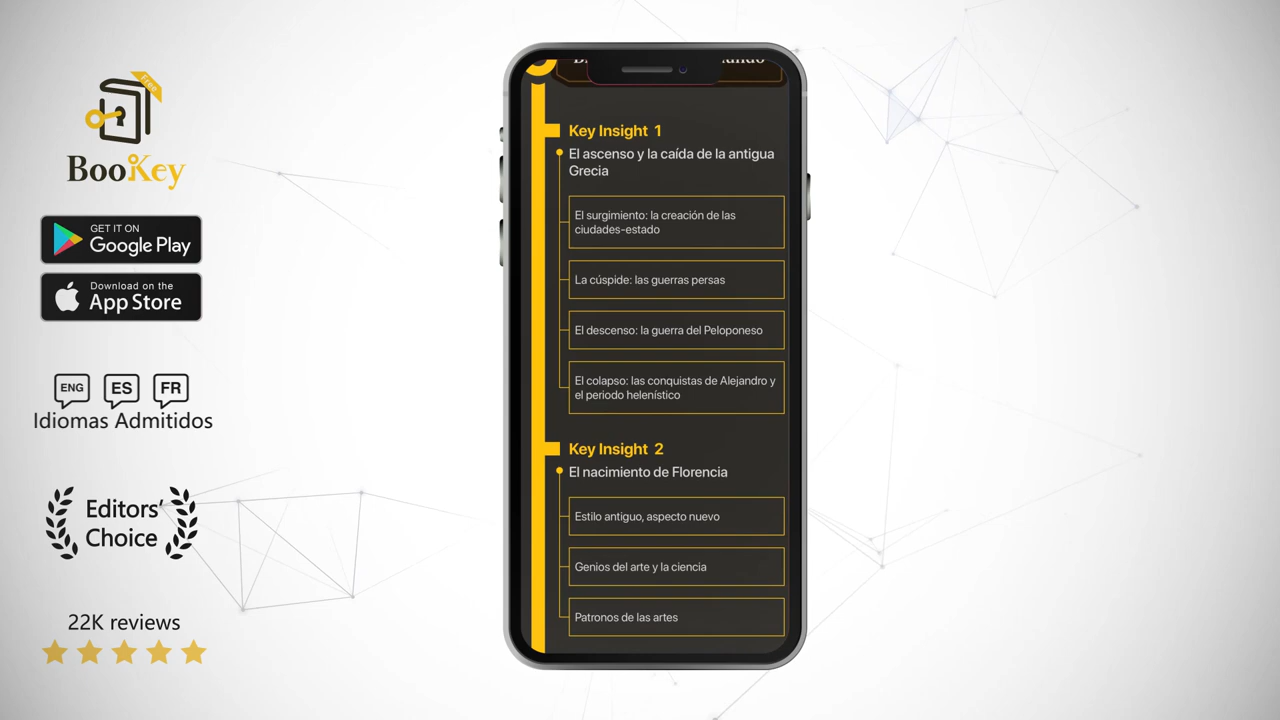 Free
BooKey
GET IT ON
Google Play
Download on the
App Store
ENG
ES
FR
Idiomas Admitidos
Editors'
Choice
22K reviews
Key Insight 1
El ascenso y la caída de la antigua
Grecia
El surgimiento: la creación de las
ciudades-estado
La cúspide: las guerras persas
El descenso: la guerra del Peloponeso
El colapso: las conquistas de Alejandro y
el periodo helenístico
Key Insight 2
El nacimiento de Florencia
Estilo antiguo, aspecto nuevo
Genios del arte y la ciencia
Patronos de las artes